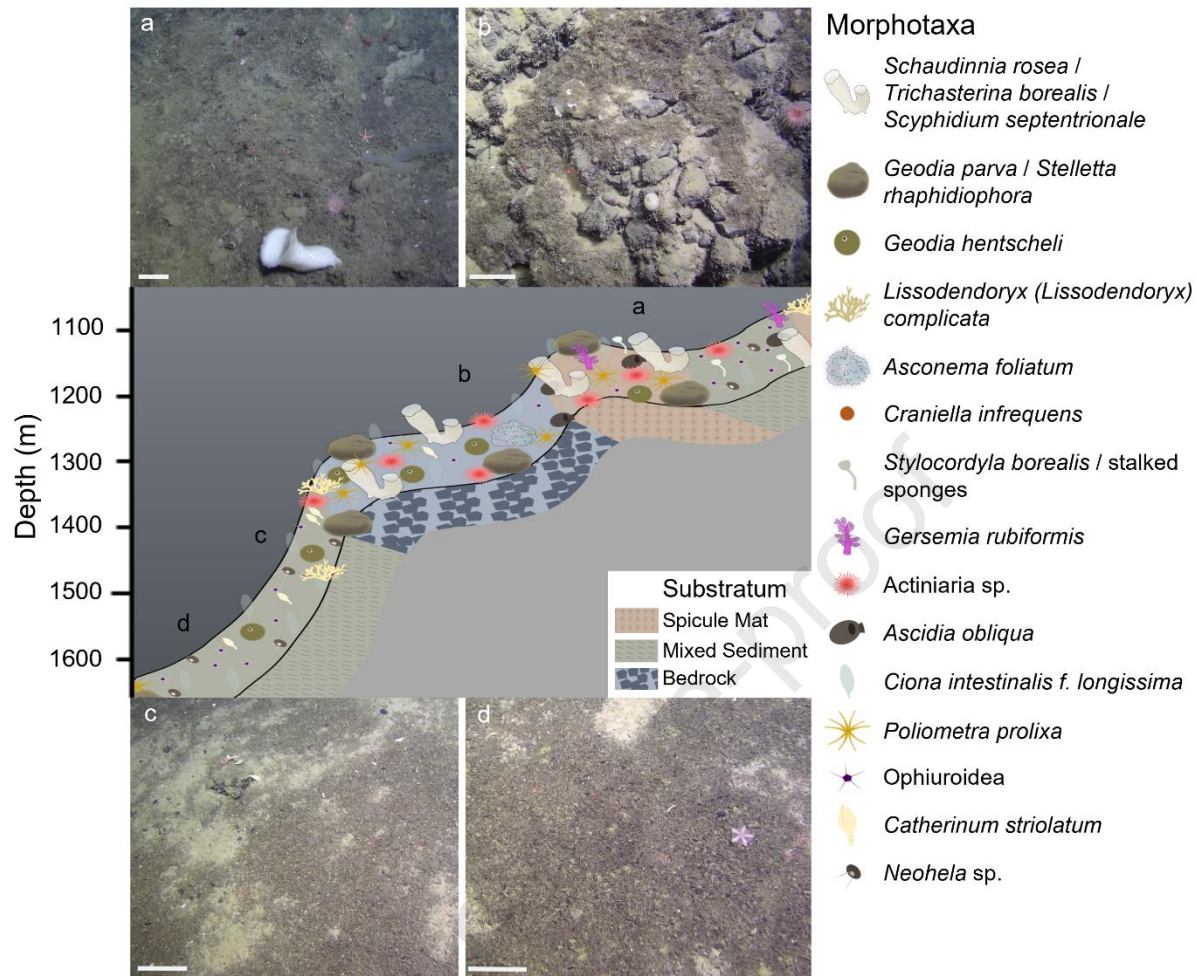 a
b
Morphotaxa
Schaudinnia rosea /
Trichasterina borealis /
Scyphidium septentrionale
Geodia parva / Stelletta
rhaphidiophora
Geodia hentscheli
Lissodendoryx (Lissodendoryx)
complicata
Asconema foliatum
Craniella infrequens
Stylocordyla borealis / stalked
sponges
Gersemia rubiformis
Actiniaria sp.
Ascidia obliqua
Ciona intestinalis f. longissima
Poliometra prolixa
Ophiuroidea
Catherinum striolatum
Neohela sp.
Depth (m)
1100
1200
1300
1400
1500
1600
a
b
c
d
Substratum
Spicule Mat
Mixed Sediment
Bedrock
e-proof
c
d